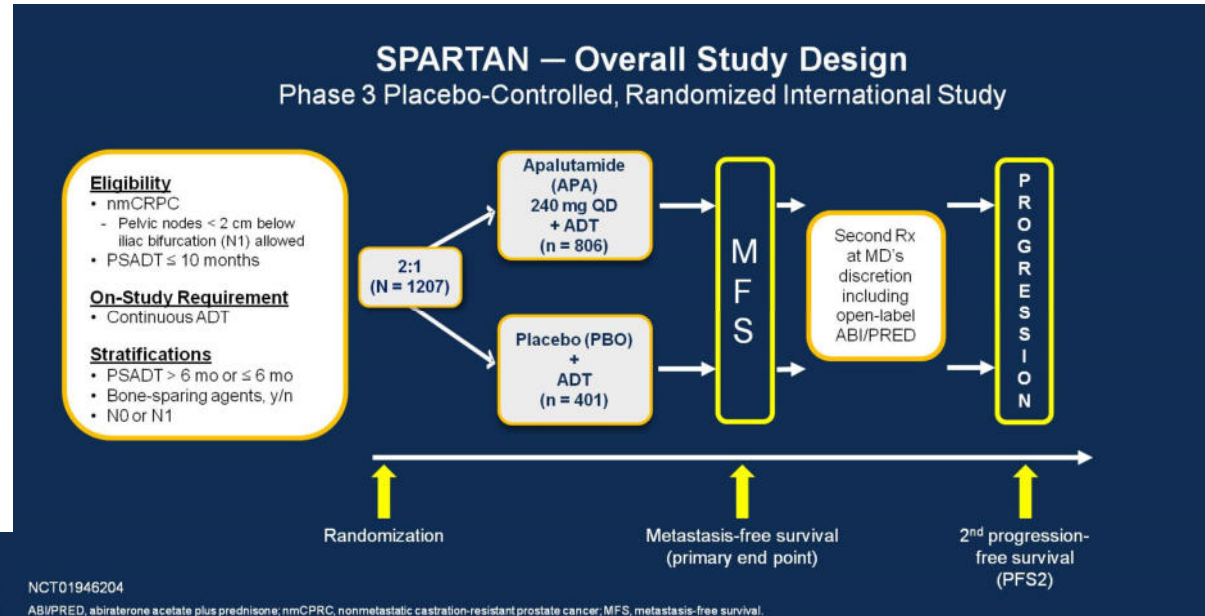 SPARTAN — Overall Study Design
Phase 3 Placebo-Controlled, Randomized International Study
Eligibility
• nmCRPC
- Pelvic nodes < 2 cm below
iliac bifurcation (N1) allowed
• PSADT ≤ 10 months
On-Study Requirement
• Continuous ADT
Stratifications
• PSADT > 6 mo or ≤ 6 mo
• Bone-sparing agents, y/n
• N0 or N1
2:1
(N = 1207)
Apalutamide
(APA)
240 mg QD
+ ADT
(n = 806)
Placebo (PBO)
+
ADT
(n = 401)
M
F
S
Second Rx
at MD's
discretion
including
open-label
ABI/PRED
P
R
O
G
R
E
S
S
I
O
N
Randomization
Metastasis-free survival
(primary end point)
2nd progression-
free survival
(PFS2)
NCT01946204
ABI/PRED, abiraterone acetate plus prednisone; nmCPRC, nonmetastatic castration-resistant prostate cancer; MFS, metastasis-free survival.